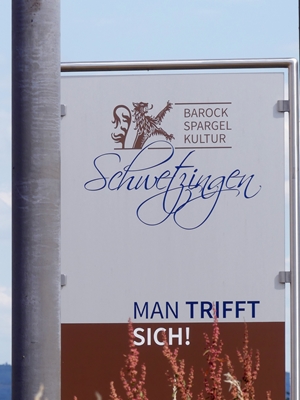 BAROCK
SPARGEL
KULTUR
Schwetzingen
MAN TRIFFT
SICH!